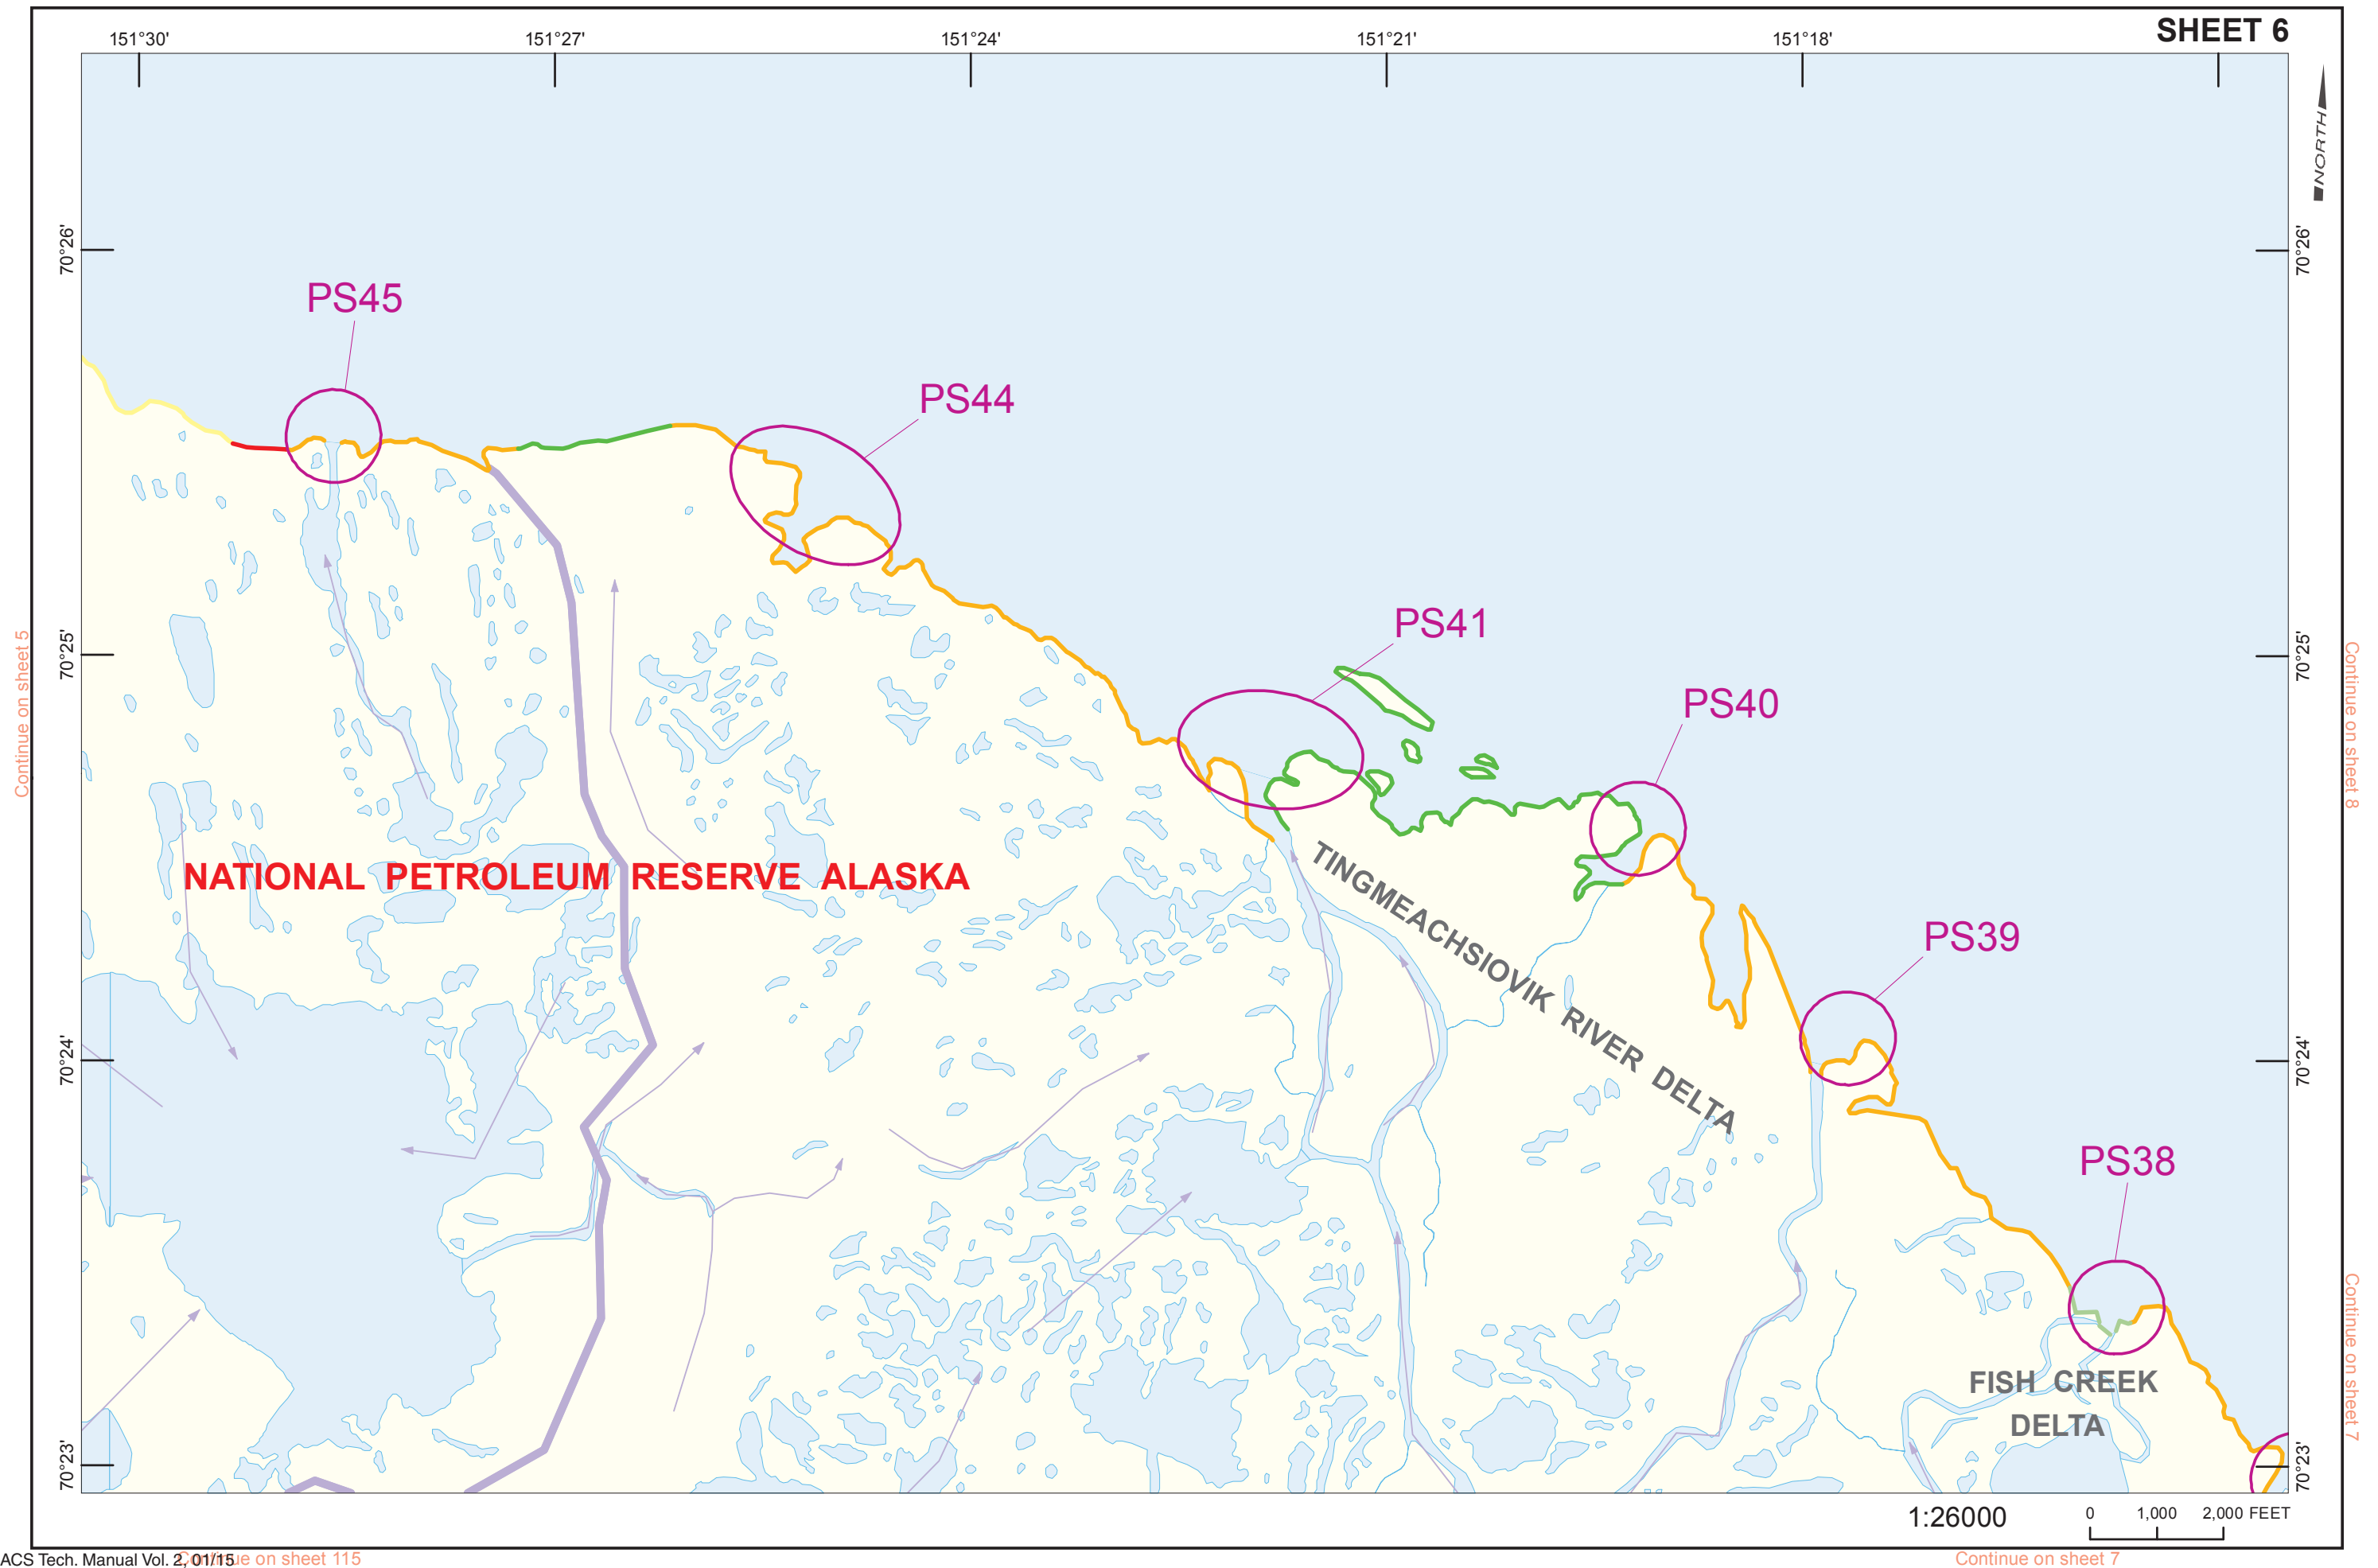 SHEET 6
151°30' 151°27' 151°24' 151°21' 151°18'
NORTH
70°26' 70°26'
PS45
PS44
PS41
70°25' 70°25'
Continue on sheet 5
Continue on sheet 8
PS40
NATIONAL PETROLEUM RESERVE ALASKA
TINGMEACHSIOVIK RIVER DELTA
PS39
70°24' 70°24'
PS38
Continue on sheet 7
FISH CREEK
DELTA
70°23' 70°23'
1:26000
0 1,000 2,000 FEET
ACS Tech. Manual Vol. 2, 01/15
Continue on sheet 115
Continue on sheet 7